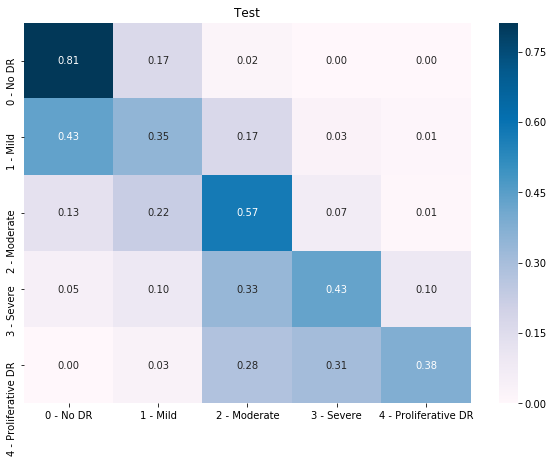 Test
0 - No DR
0.81 0.17 0.02 0.00 0.00
1 - Mild
0.43 0.35 0.17 0.03 0.01
2 - Moderate
0.13 0.22 0.57 0.07 0.01
3 - Severe
0.05 0.10 0.33 0.43 0.10
4 - Proliferative DR
0.00 0.03 0.28 0.31 0.38
0 - No DR 1 - Mild 2 - Moderate 3 - Severe 4 - Proliferative DR
0.75
0.60
0.45
0.30
0.15
0.00